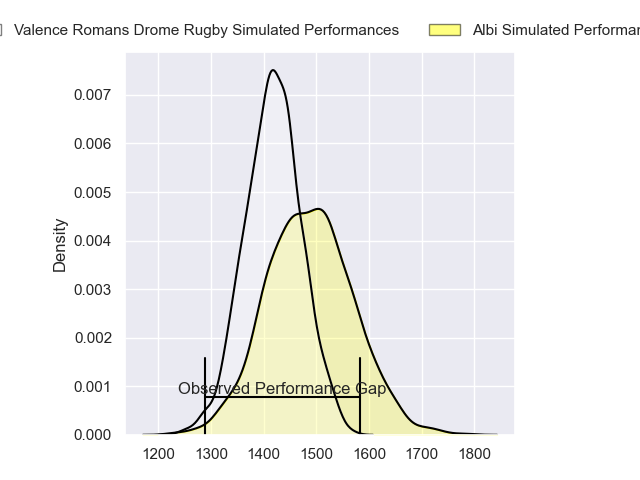 Valence Romans Drome Rugby Simulated Performances
Albi Simulated
0.007
0.006
0.005
0.004
0.003
0.002
0.001
0.000
Density
Observed Performance Gap
1200 1300 1400 1500 1600 1700 1800